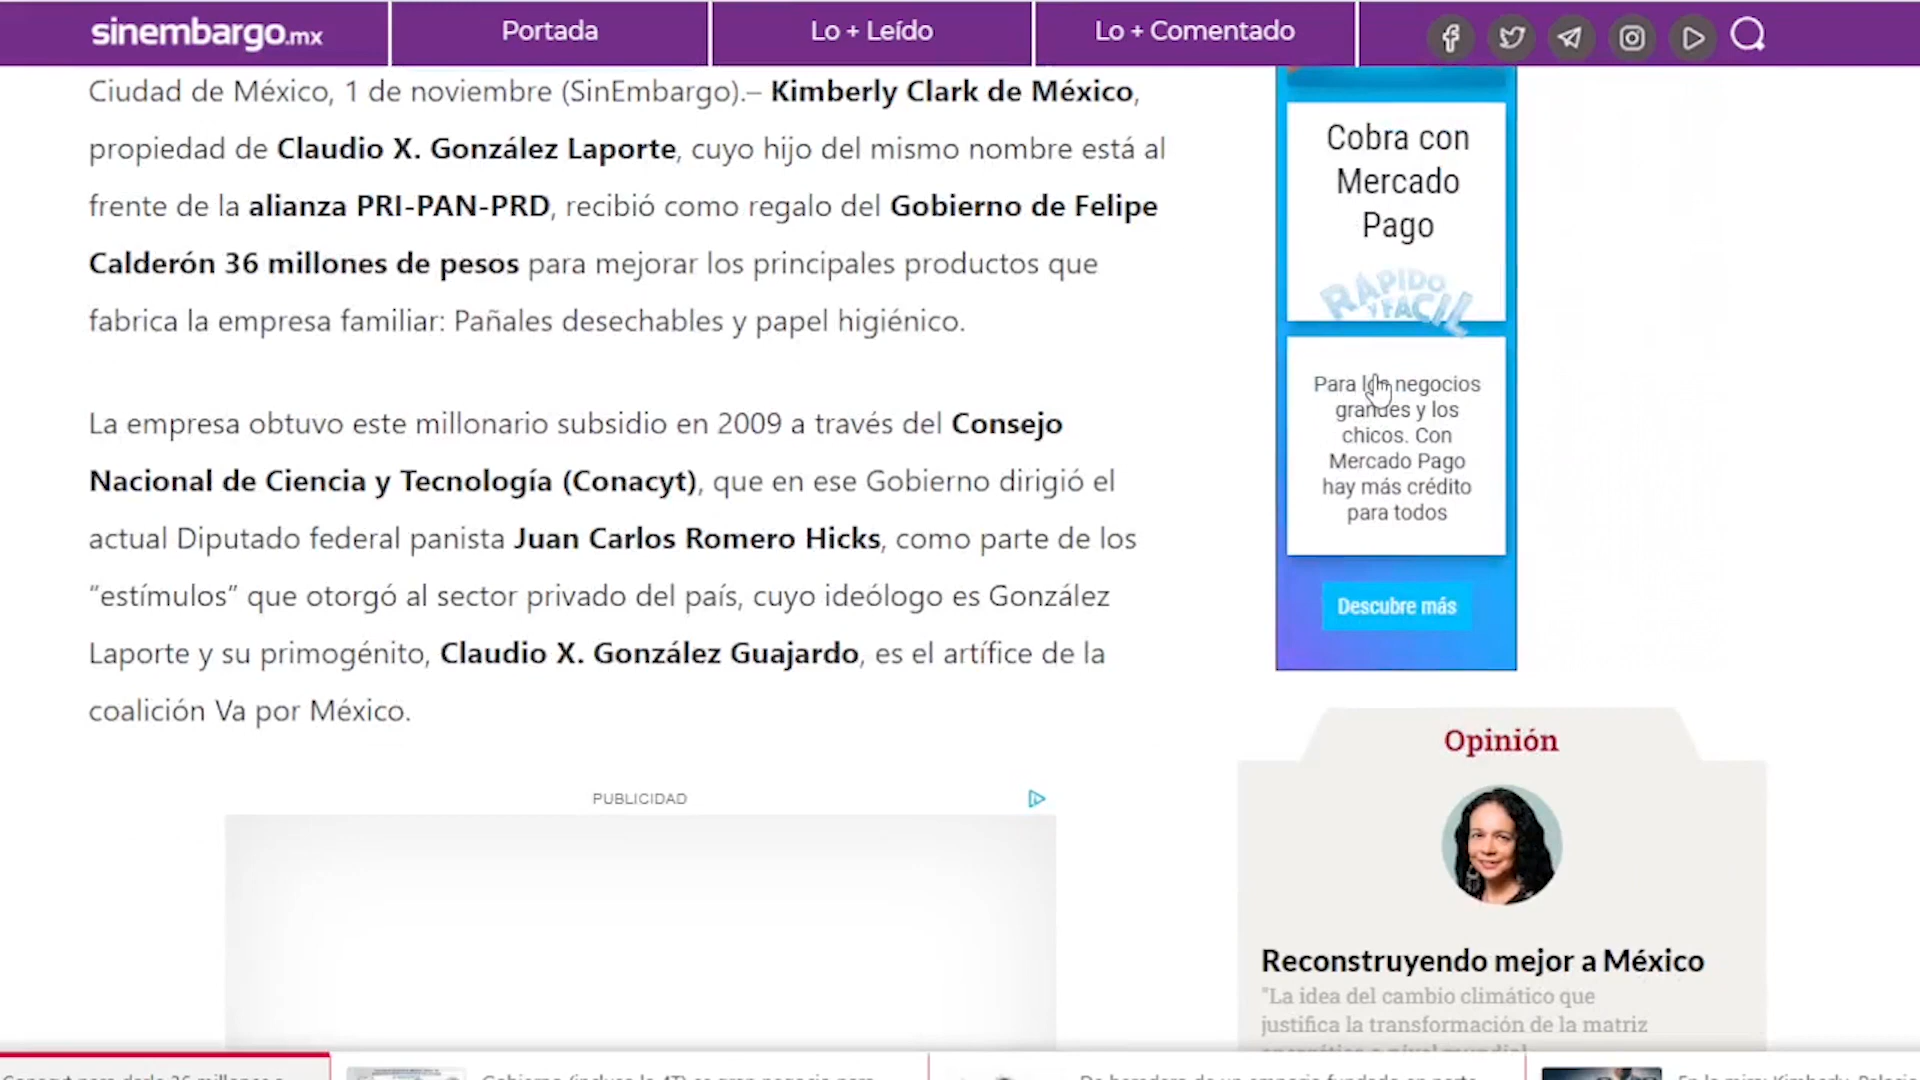 sinembargo.mx
Portada
Lo + Leído
Lo + Comentado
Ciudad de México, 1 de noviembre (SinEmbargo).– Kimberly Clark de México,
propiedad de Claudio X. González Laporte, cuyo hijo del mismo nombre está al
frente de la alianza PRI-PAN-PRD, recibió como regalo del Gobierno de Felipe
Calderón 36 millones de pesos para mejorar los principales productos que
fabrica la empresa familiar: Pañales desechables y papel higiénico.
La empresa obtuvo este millonario subsidio en 2009 a través del Consejo
Nacional de Ciencia y Tecnología (Conacyt), que en ese Gobierno dirigió el
actual Diputado federal panista Juan Carlos Romero Hicks, como parte de los
“estímulos” que otorgó al sector privado del país, cuyo ideólogo es González
Laporte y su primogénito, Claudio X. González Guajardo, es el artífice de la
coalición Va por México.
PUBLICIDAD
Cobra con
Mercado
Pago
RÁPIDO
Y FÁCIL
Para los negocios
grandes y los
chicos. Con
Mercado Pago
hay más crédito
para todos
Descubre más
Opinión
Reconstruyendo mejor a México
"La idea del cambio climático que
justifica la transformación de la matriz